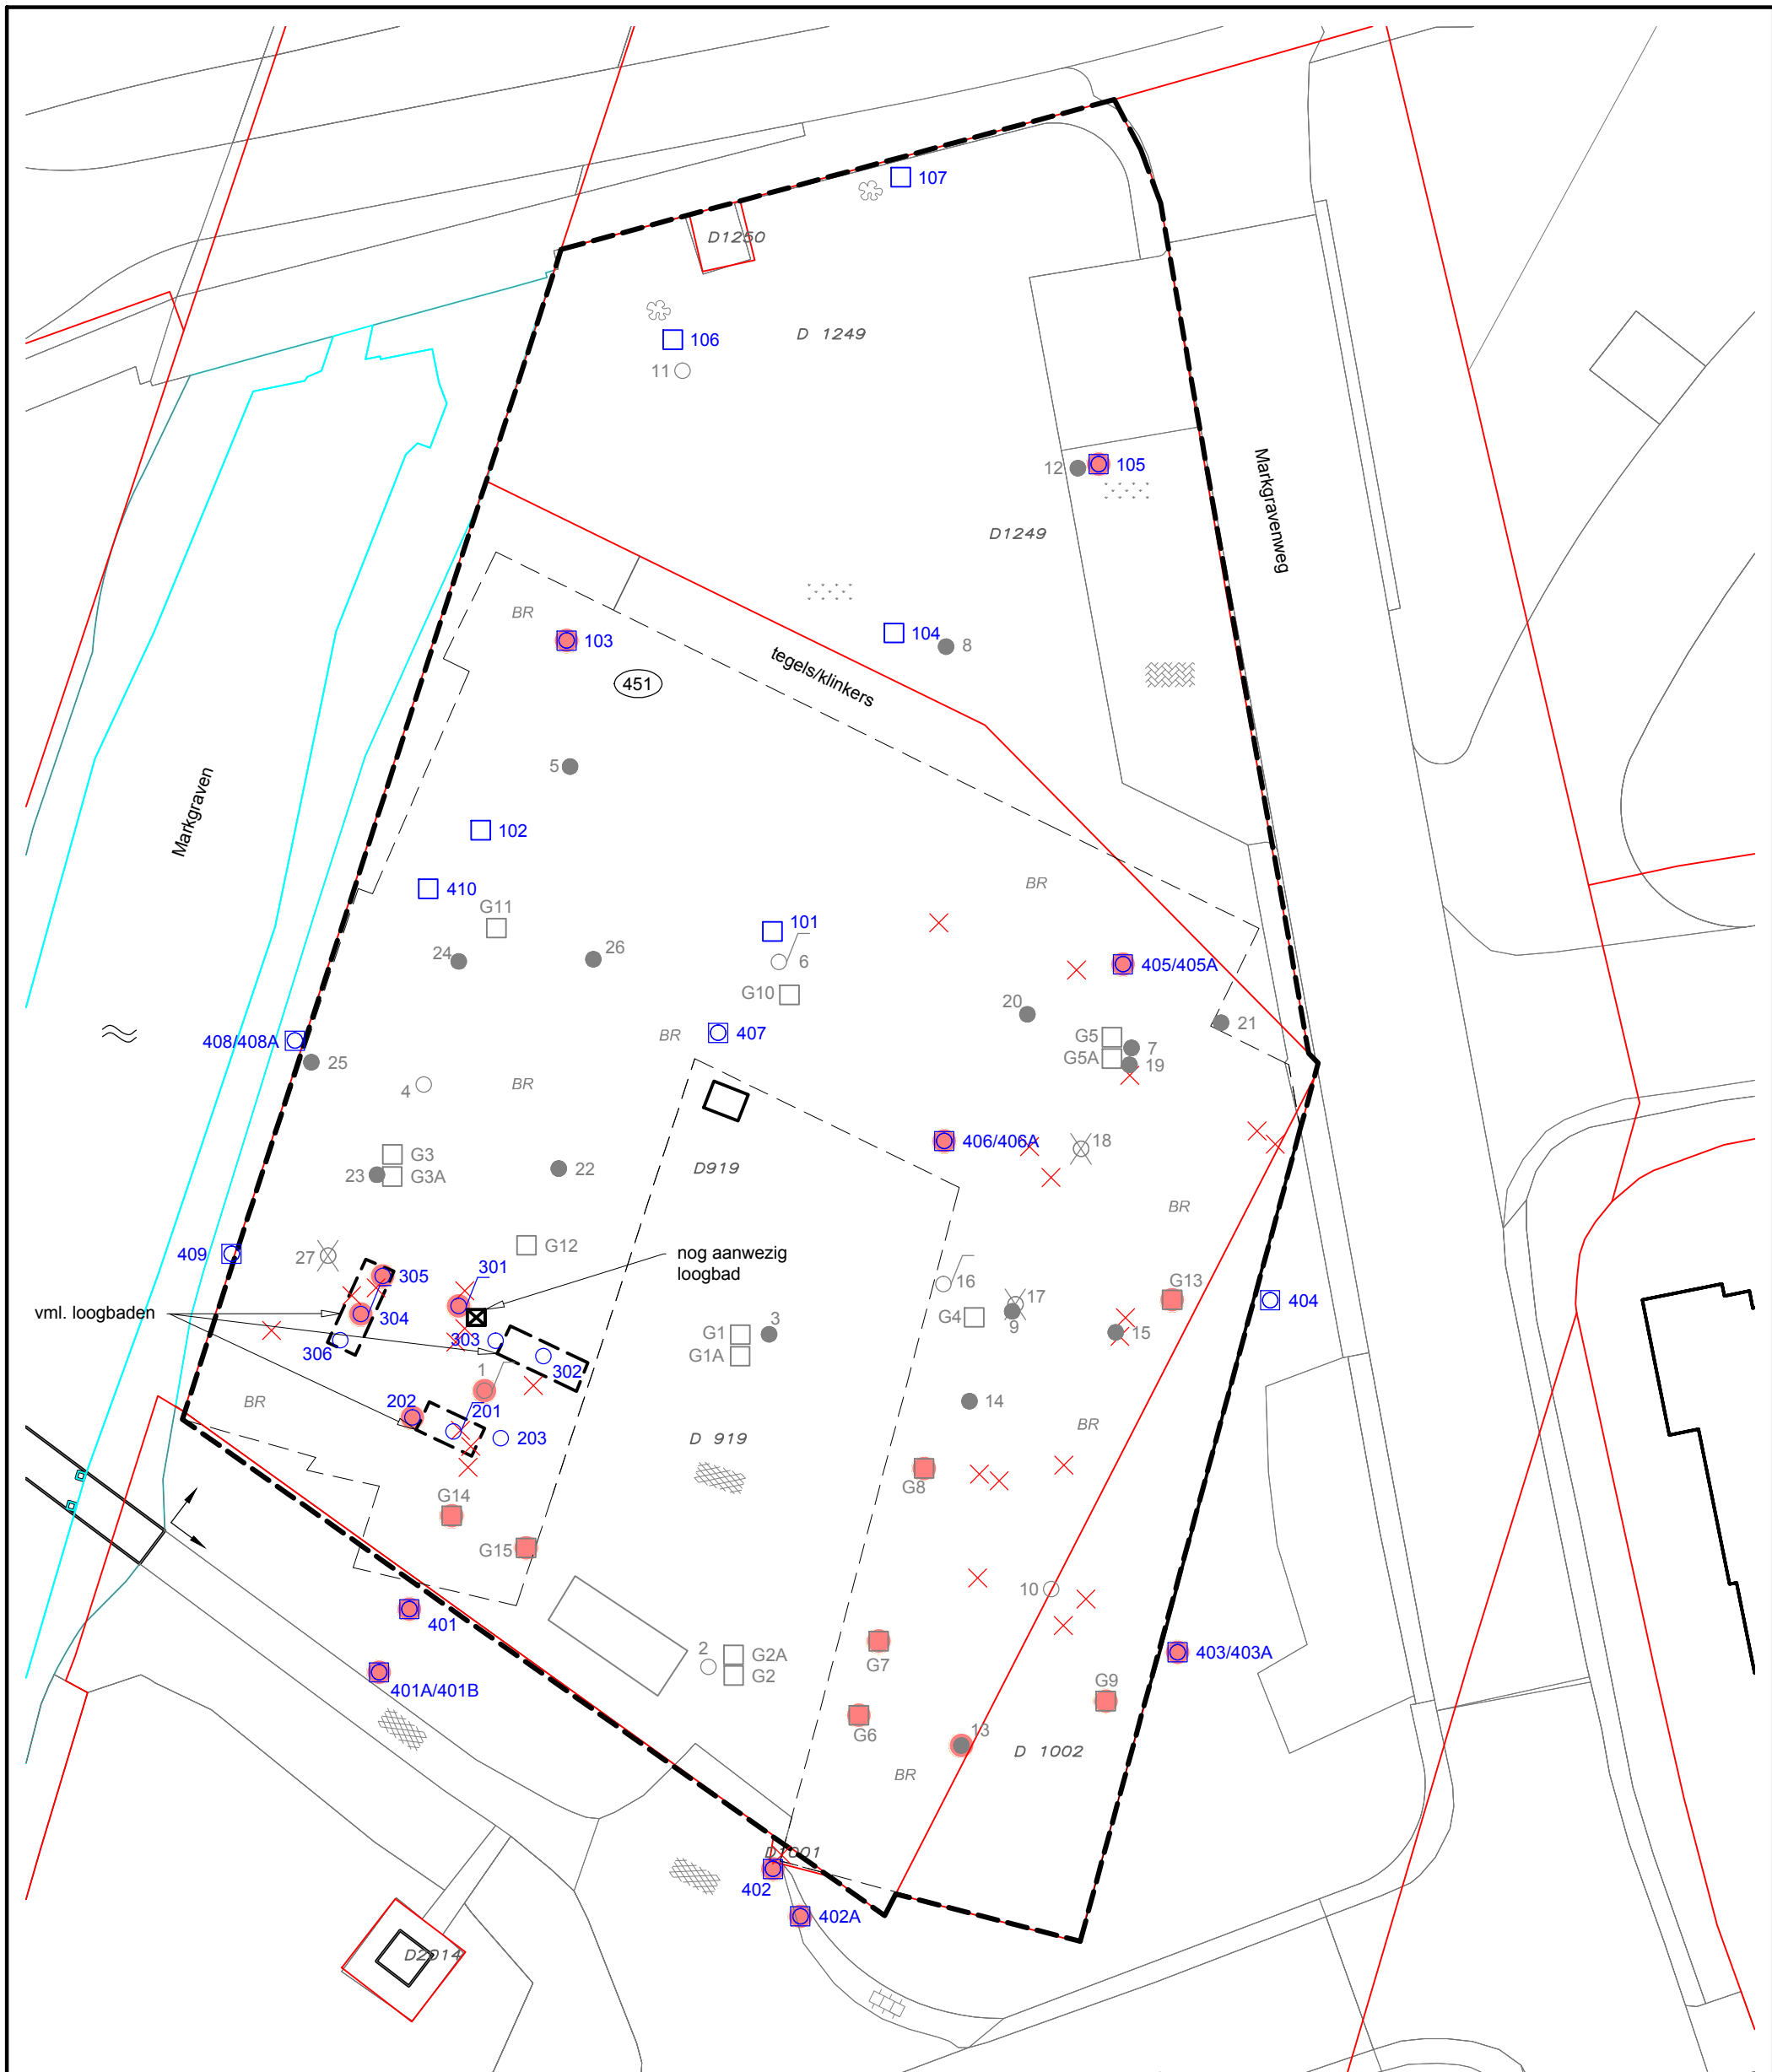 107
D1250
106
D 1249
11
12
105
Markgravenweg
D1249
BR
103
104
8
tegels/klinkers
451
5
Markgraven
102
410
BR
G11
101
24
26
6
405/405A
G10
20
21
408/408A
BR
407
G5
7
25
G5A
19
4
BR
406/406A
18
G3
D919
23
G3A
22
BR
409
27
G12
nog aanwezig
loogbad
305
301
16
17
G13
404
vml. loogbaden
304
3
G4
9
15
306
303
G1
G1A
302
1
BR
202
201
14
203
D 919
BR
G8
G14
G15
10
401
2
G2A
G7
403/403A
G2
401A/401B
G9
G6
13
D 1002
BR
D1001
402
402A
D2014